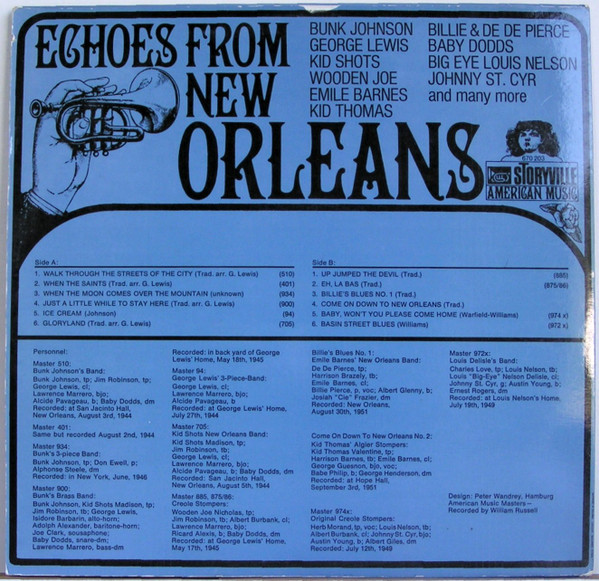 ECHOES FROM
NEW
ORLEANS
BUNK JOHNSON
GEORGE LEWIS
KID SHOTS
WOODEN JOE
EMILE BARNES
KID THOMAS
BILLIE & DE DE PIERCE
BABY DODDS
BIG EYE LOUIS NELSON
JOHNNY ST. CYR
and many more
670 203
STORYVILLE
AMERICAN MUSIC
Side A:
1. WALK THROUGH THE STREETS OF THE CITY (Trad. arr. G. Lewis) (510)
2. WHEN THE SAINTS (Trad. arr. G. Lewis) (401)
3. WHEN THE MOON COMES OVER THE MOUNTAIN (unknown) (934)
4. JUST A LITTLE WHILE TO STAY HERE (Trad. arr. G. Lewis) (900)
5. ICE CREAM (Johnson) (94)
6. GLORYLAND (Trad. arr. G. Lewis) (705)
Side B:
1. UP JUMPED THE DEVIL (Trad.) (885)
2. EH, LA BAS (Trad.) (875/86)
3. BILLIE'S BLUES NO. 1 (Trad.)
4. COME ON DOWN TO NEW ORLEANS (Trad.)
5. BABY, WON'T YOU PLEASE COME HOME (Warfield-Williams) (974 x)
6. BASIN STREET BLUES (Williams) (972 x)
Personnel:
Master 510:
Bunk Johnson's Band:
Bunk Johnson, tp; Jim Robinson, tp;
George Lewis, cl;
Lawrence Marrero, bjo;
Alcide Pavageau, b; Baby Dodds, dm
Recorded: at San Jacinto Hall,
New Orleans, August 3rd, 1944
Master 401:
Same but recorded August 2nd, 1944
Master 934:
Bunk's 3-piece Band:
Bunk Johnson, tp; Don Ewell, p;
Alphonse Steele, dm
Recorded: in New York, June, 1946
Master 900:
Bunk's Brass Band:
Bunk Johnson, Kid Shots Madison, tp;
Jim Robinson, tb; George Lewis,
Isidore Barbarin, alto-horn;
Adolph Alexander, baritone-horn;
Joe Clark, sousaphone;
Baby Dodds, snare-dm;
Lawrence Marrero, bass-dm
Recorded: in back yard of George
Lewis' Home, May 18th, 1945
Master 94:
George Lewis' 3-Piece-Band:
George Lewis, cl;
Lawrence Marrero, bjo;
Alcide Pavageau, b
Recorded: at George Lewis' Home,
July 27th, 1944
Master 705:
Kid Shots New Orleans Band:
Kid Shots Madison, tp;
Jim Robinson, tb;
George Lewis, cl;
Lawrence Marrero, bjo;
Alcide Pavageau, b; Baby Dodds, dm
Recorded: San Jacinto Hall,
New Orleans, August 5th, 1944
Master 885, 875/86:
Creole Stompers:
Wooden Joe Nicholas, tp;
Jim Robinson, tb; Albert Burbank, cl;
Lawrence Marrero, bjo;
Ricard Alexis, b; Baby Dodds, dm
Recorded: at George Lewis' Home,
May 17th, 1945
Billie's Blues No. 1:
Emile Barnes' New Orleans Band:
De De Pierce, tp;
Harrison Brazely, tb;
Emile Barnes, cl;
Billie Pierce, p, voc; Albert Glenny, b;
Josiah "Cie" Frazier, dm
Recorded: New Orleans,
August 30th, 1951
Come On Down To New Orleans No. 2:
Kid Thomas' Algier Stompers:
Kid Thomas Valentine, tp;
Harrison Barnes, tb; Emile Barnes, cl;
George Guesnon, bjo, voc;
Babe Philip, b; George Henderson, dm
Recorded: at Hope Hall,
September 3rd, 1951
Master 974x:
Original Creole Stompers:
Herb Morand, tp, voc; Louis Nelson, tb;
Albert Burbank, cl; Johnny St. Cyr, bjo;
Austin Young, b; Albert Giles. dm
Recorded: July 12th, 1949
Master 972x:
Louis Delisle's Band:
Charles Love, tp; Louis Nelson, tb;
Louis "Big-Eye" Nelson Delisle, cl;
Johnny St. Cyr, g; Austin Young, b;
Ernest Rogers, dm
Recorded: at Louis Nelson's Home,
July 19th, 1949
Design: Peter Wandrey, Hamburg
American Music Masters –
Recorded by William Russell